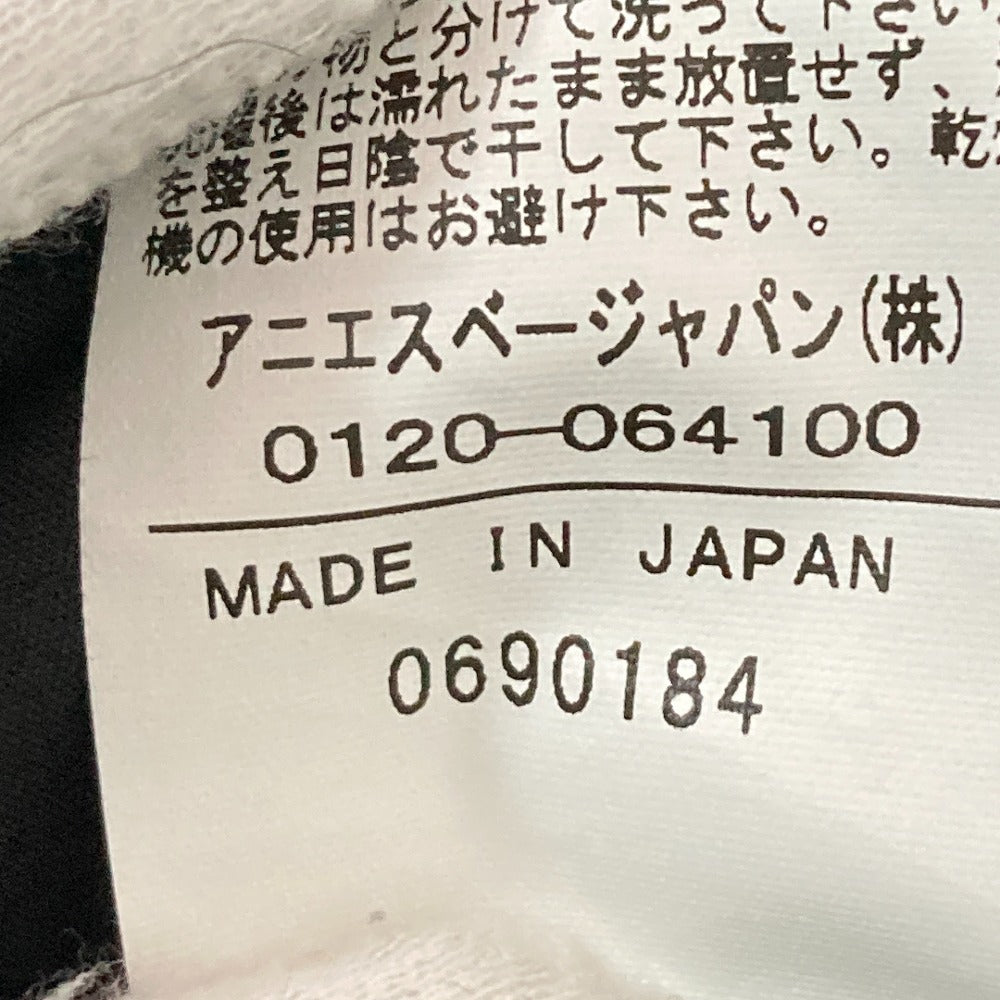 物と分けて洗って下さい
濯後は濡れたまま放置せず、
を整え日陰で干して下さい。乾
機の使用はお避け下さい。
アニエスベージャパン(株)
0120-064100
MADE IN JAPAN
0690184